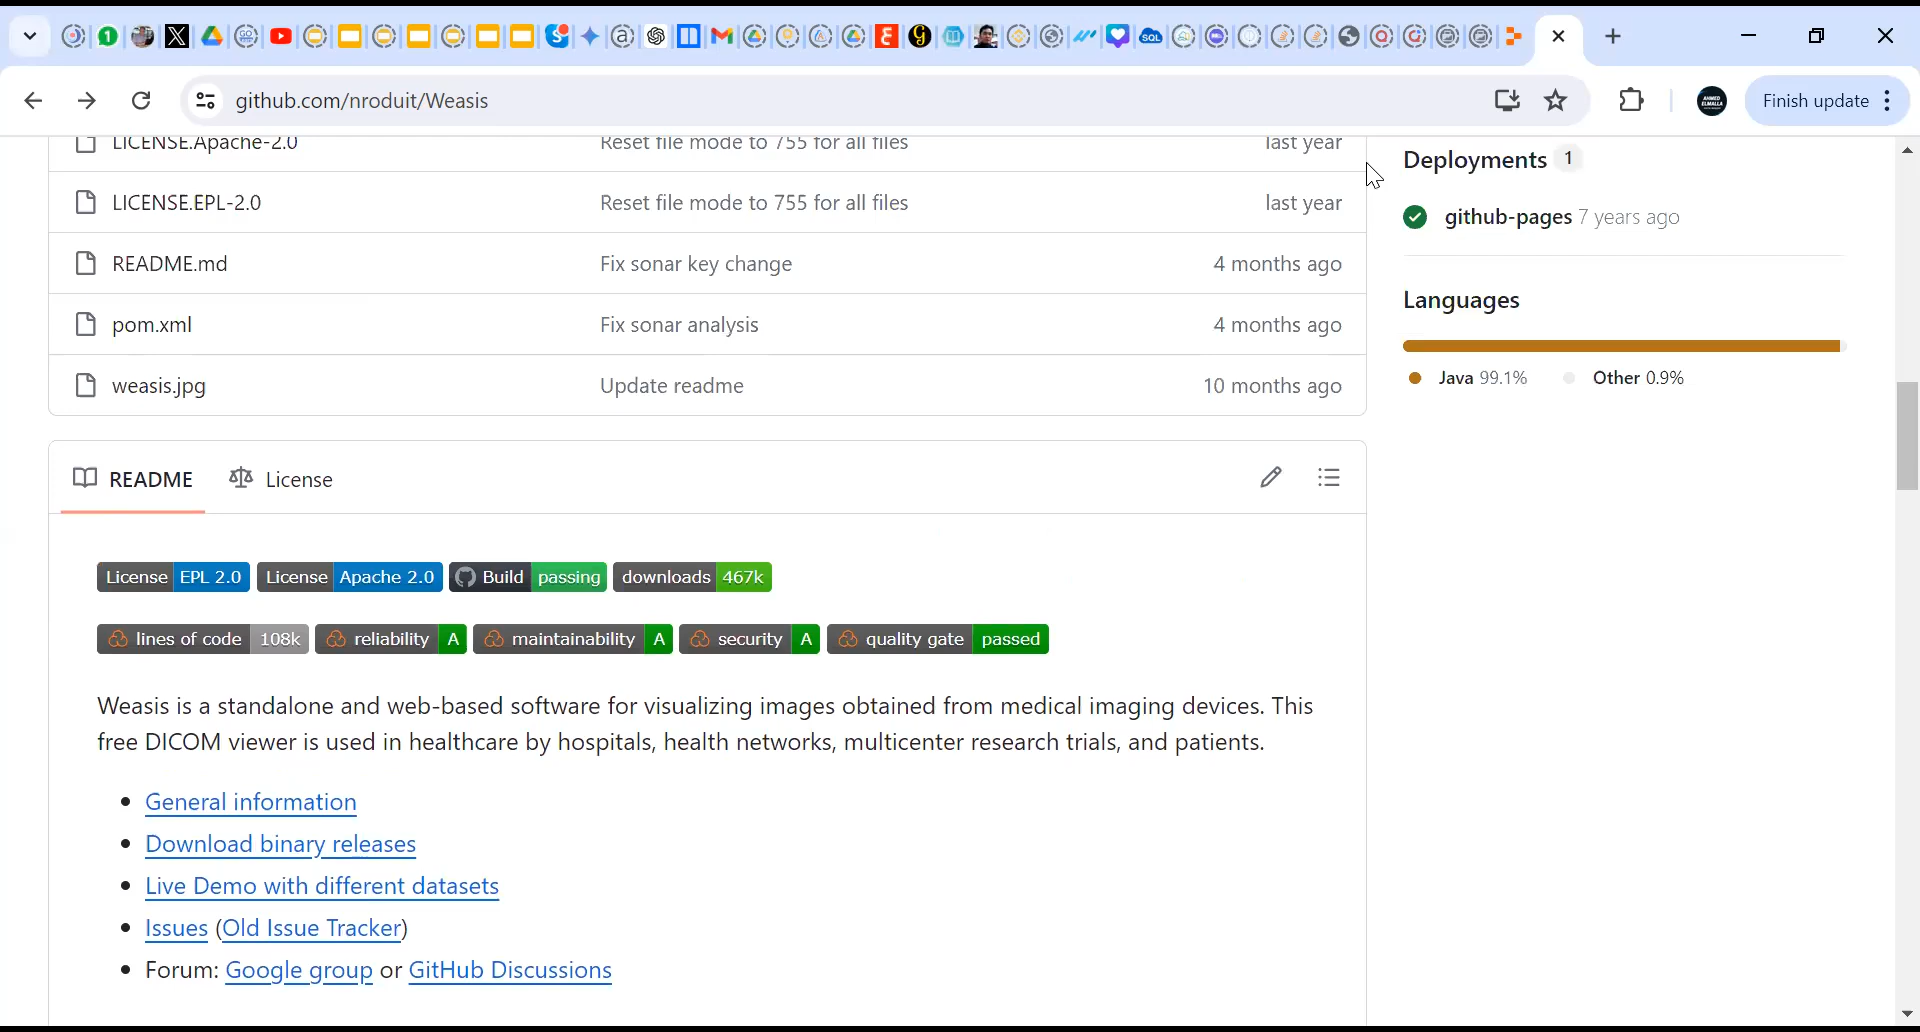 github.com/nroduit/Weasis
Finish update
LICENSE.Apache-2.0 Reset file mode to 755 for all files last year
LICENSE.EPL-2.0 Reset file mode to 755 for all files last year
README.md Fix sonar key change 4 months ago
pom.xml Fix sonar analysis 4 months ago
weasis.jpg Update readme 10 months ago
Deployments 1
github-pages 7 years ago
Languages
Java 99.1% Other 0.9%
README License
License EPL 2.0 License Apache 2.0 Build passing downloads 467k
lines of code 108k reliability A maintainability A security A quality gate passed
Weasis is a standalone and web-based software for visualizing images obtained from medical imaging devices. This
free DICOM viewer is used in healthcare by hospitals, health networks, multicenter research trials, and patients.
General information
Download binary releases
Live Demo with different datasets
Issues (Old Issue Tracker)
Forum: Google group or GitHub Discussions